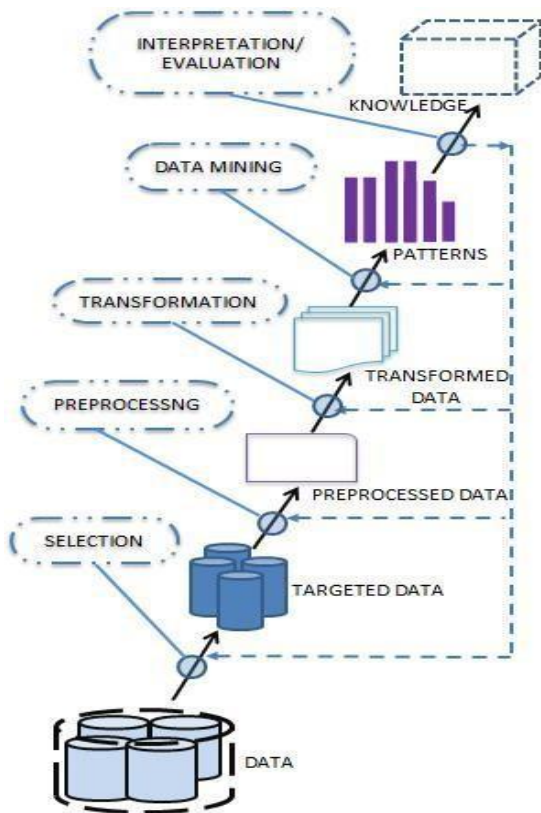 INTERPRETATION/
EVALUATION
KNOWLEDGE
DATA MINING
PATTERNS
TRANSFORMATION
TRANSFORMED
DATA
PREPROCESSNG
PREPROCESSED DATA
SELECTION
TARGETED DATA
DATA